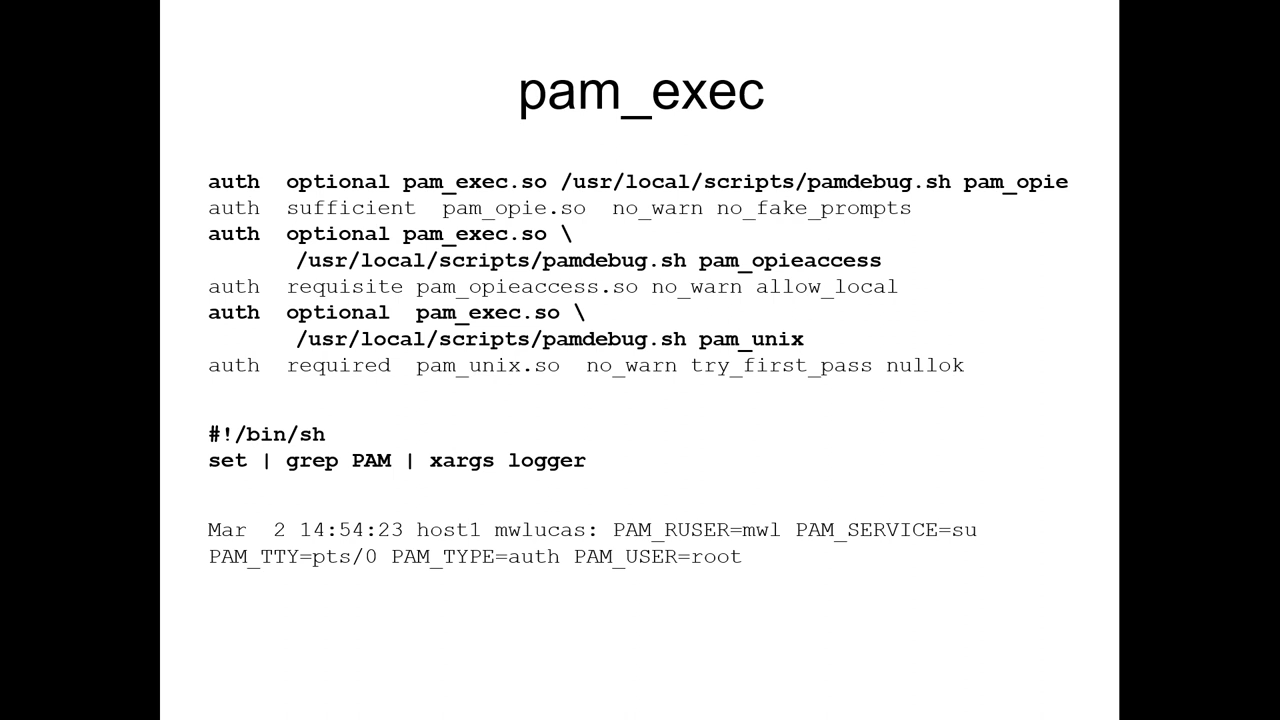 pam_exec
auth  optional pam_exec.so /usr/local/scripts/pamdebug.sh pam_opie
auth  sufficient  pam_opie.so  no_warn no_fake_prompts
auth  optional pam_exec.so \
/usr/local/scripts/pamdebug.sh pam_opieaccess
auth  requisite pam_opieaccess.so no_warn allow_local
auth  optional  pam_exec.so \
/usr/local/scripts/pamdebug.sh pam_unix
auth  required  pam_unix.so  no_warn try_first_pass nullok
#!/bin/sh
set | grep PAM | xargs logger
Mar  2 14:54:23 host1 mwlucas: PAM_RUSER=mwl PAM_SERVICE=su
PAM_TTY=pts/0 PAM_TYPE=auth PAM_USER=root